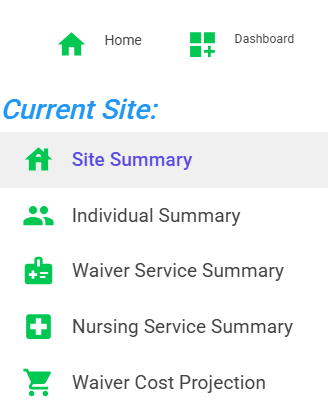 Home
Dashboard
Current Site:
Site Summary
Individual Summary
Waiver Service Summary
Nursing Service Summary
Waiver Cost Projection